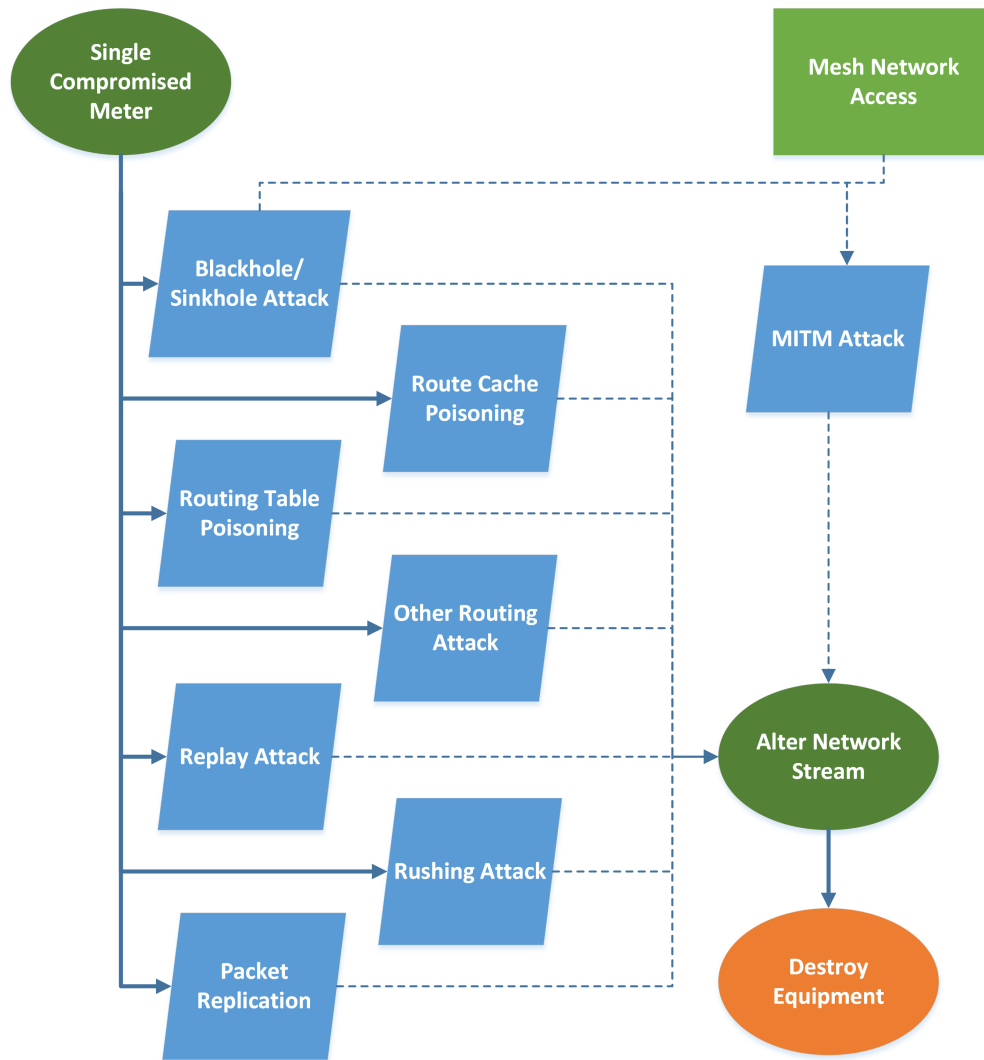 Single
Compromised
Meter
Mesh Network
Access
Blackhole/
Sinkhole Attack
MITM Attack
Route Cache
Poisoning
Routing Table
Poisoning
Other Routing
Attack
Replay Attack
Alter Network
Stream
Rushing Attack
Packet
Replication
Destroy
Equipment